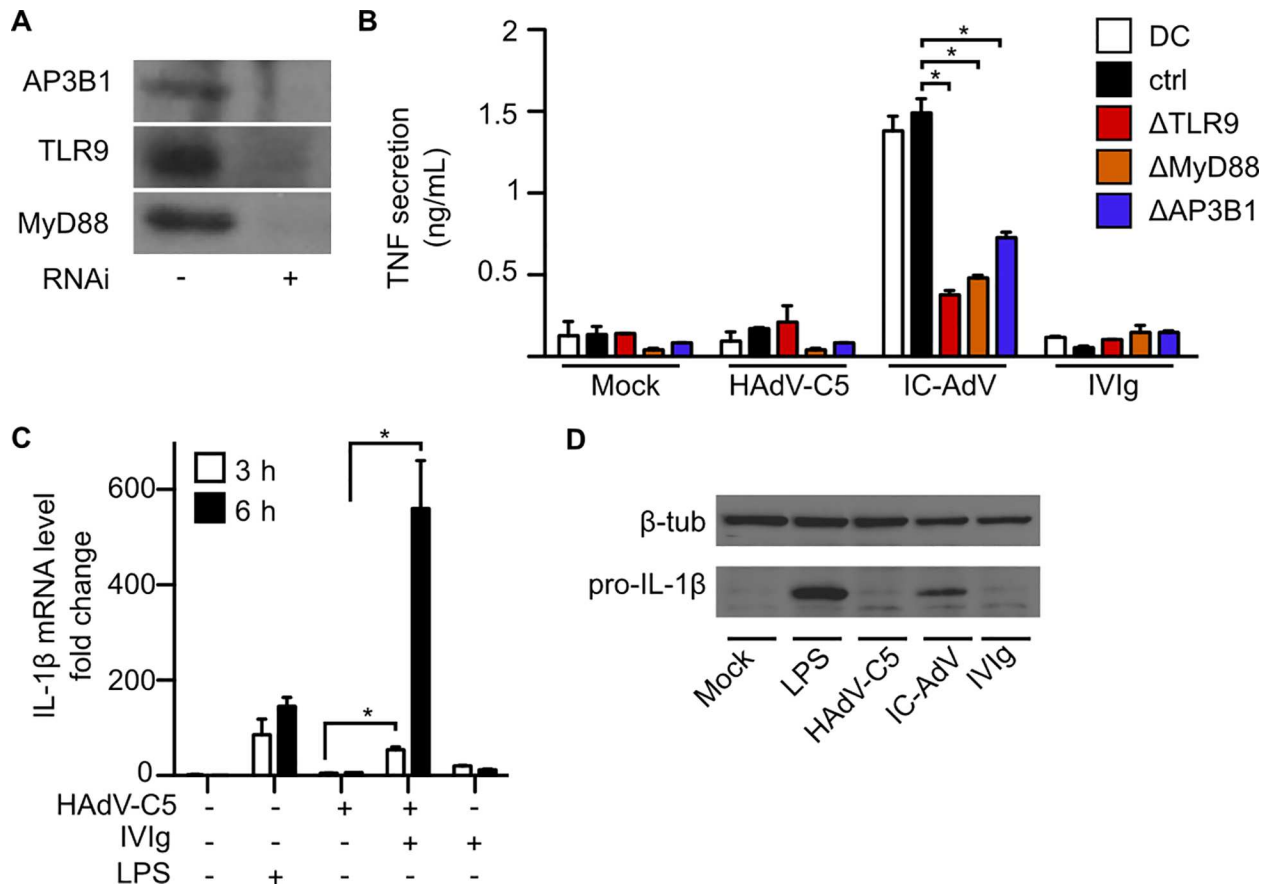 A
AP3B1
TLR9
MyD88
RNAi - +
B
TNF secretion
(ng/mL)
2
1.5
1
0.5
* * *
Mock HAdV-C5 IC-AdV IVIg
DC
ctrl
ΔTLR9
ΔMyD88
ΔAP3B1
C
IL-1β mRNA level
fold change
600
400
200
0
3 h
6 h
* *
HAdV-C5 - - + + -
IVIg - - - + +
LPS - + - - -
D
β-tub
pro-IL-1β
Mock LPS HAdV-C5 IC-AdV IVIg